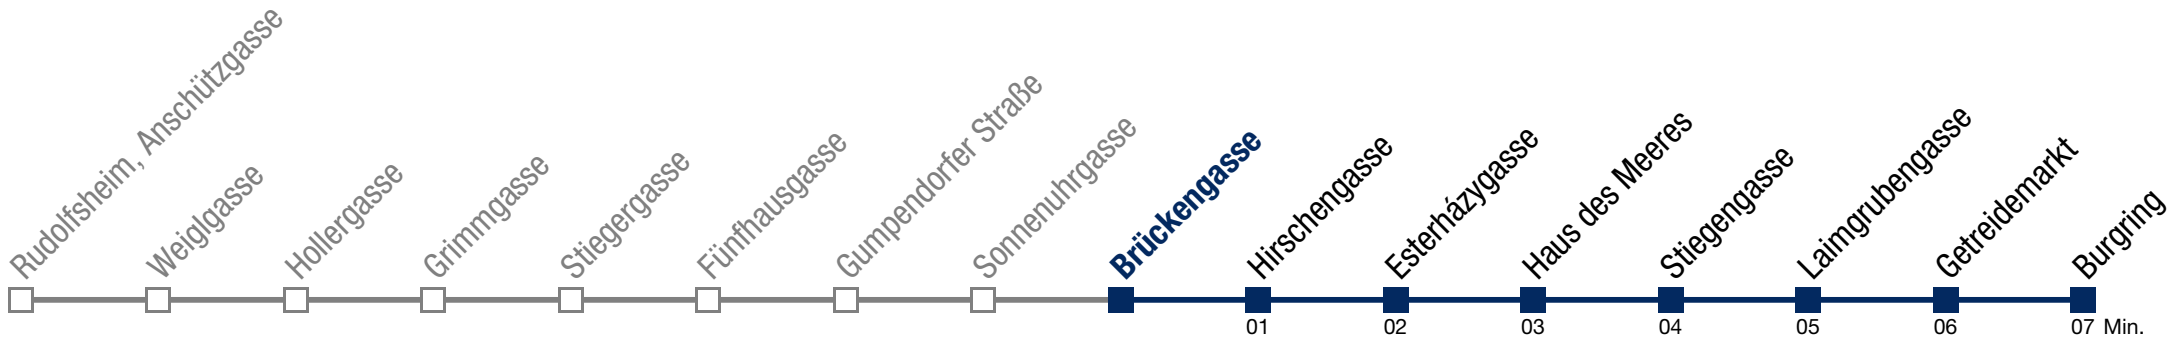 Rudolfsheim, Anschützgasse
Weiglgasse
Hollergasse
Grimmgasse
Stiegergasse
Fünfhausgasse
Gumpendorfer Straße
Sonnenuhrgasse
Brückengasse
Hirschengasse
Esterházygasse
Haus des Meeres
Stiegengasse
Laimgrubengasse
Getreidemarkt
Burgring
01 02 03 04 05 06 07 Min.